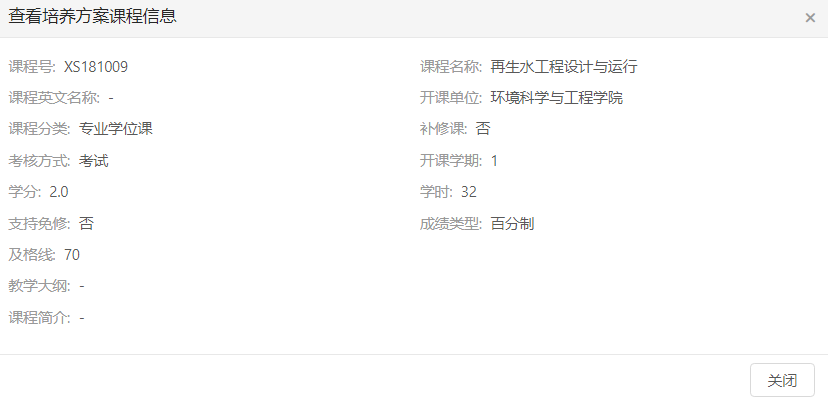 查看培养方案课程信息 ×
课程号: XS181009 课程名称: 再生水工程设计与运行
课程英文名称: - 开课单位: 环境科学与工程学院
课程分类: 专业学位课 补修课: 否
考核方式: 考试 开课学期: 1
学分: 2.0 学时: 32
支持免修: 否 成绩类型: 百分制
及格线: 70
教学大纲: -
课程简介: -
关闭